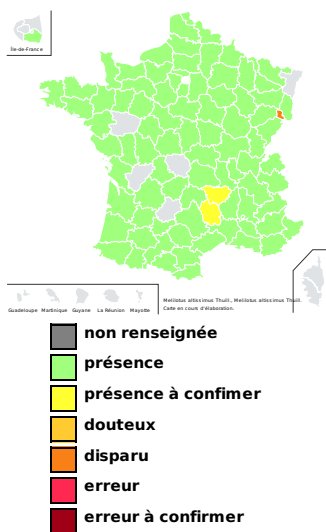 Île-de-France
Guadeloupe Martinique Guyane La Réunion Mayotte
Melilotus altissimus Thuill., Melilotus altissimus Thuill.
Carte en cours d'élaboration.
non renseignée
présence
présence à confimer
douteux
disparu
erreur
erreur à confirmer